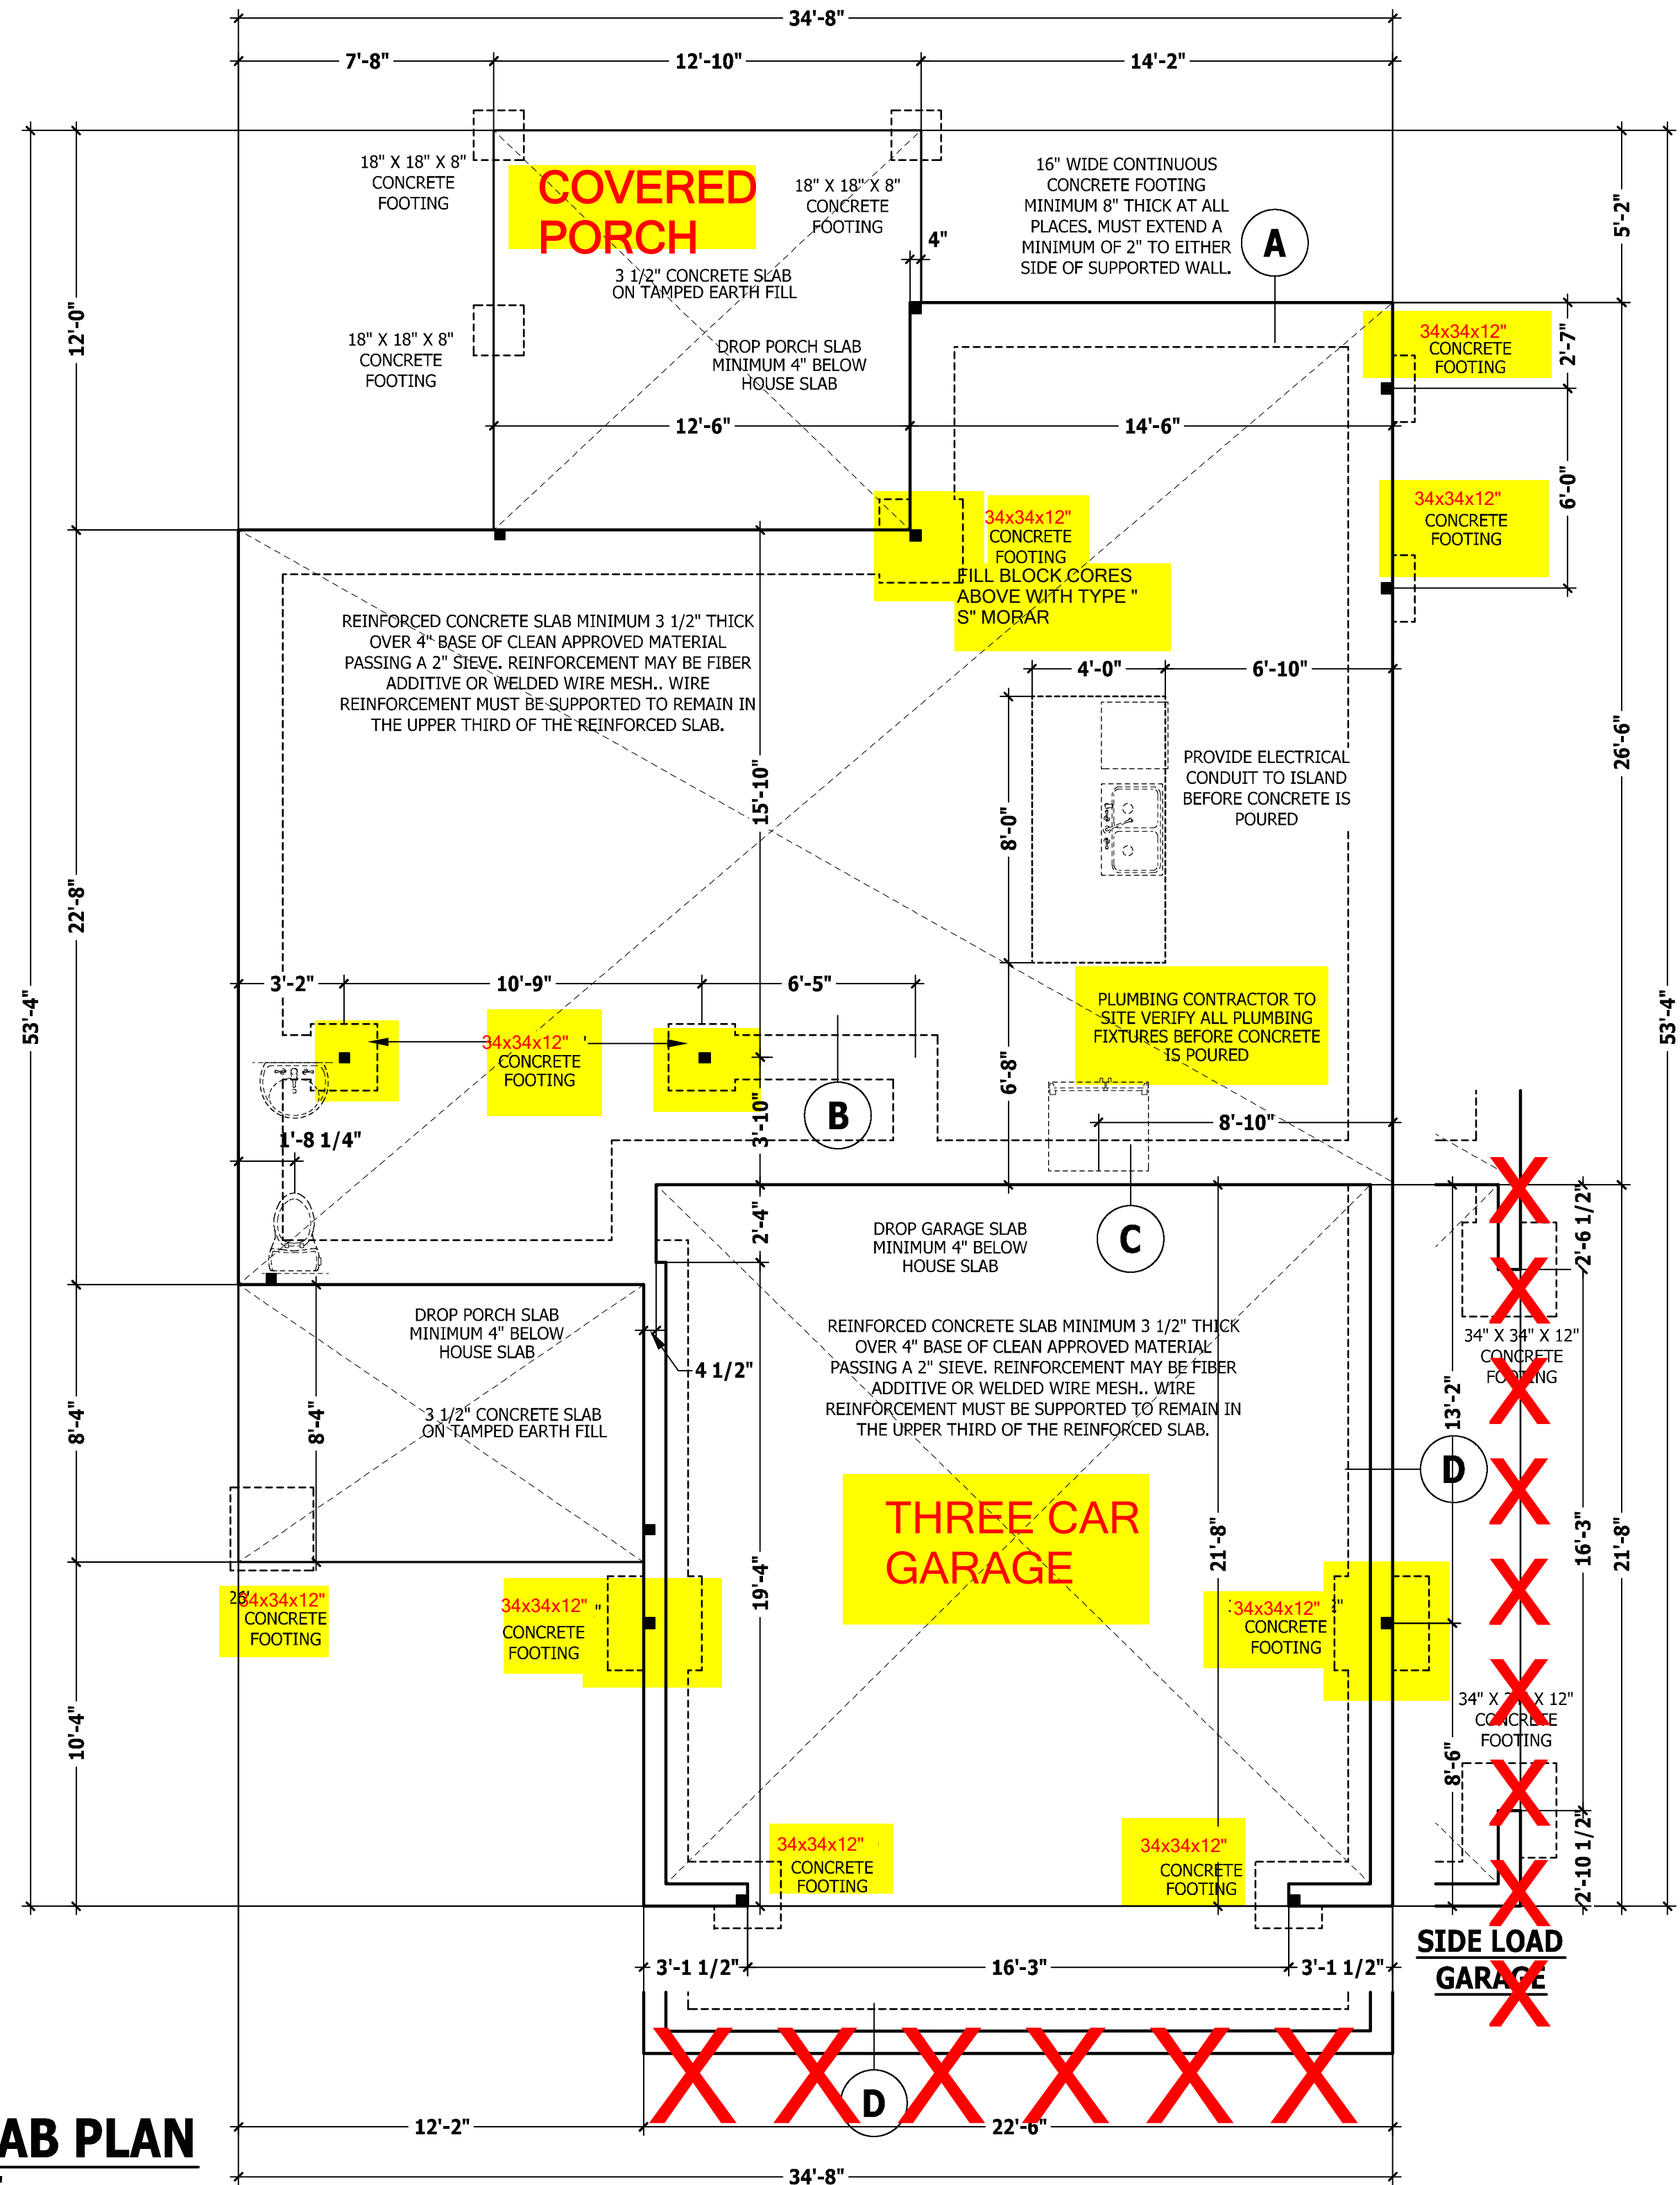 34'-8"
7'-8"
12'-10"
14'-2"
18" X 18" X 8"
CONCRETE
FOOTING
COVERED
PORCH
18" X 18" X 8"
CONCRETE
FOOTING
4"
16" WIDE CONTINUOUS
CONCRETE FOOTING
MINIMUM 8" THICK AT ALL
PLACES. MUST EXTEND A
MINIMUM OF 2" TO EITHER
SIDE OF SUPPORTED WALL.
A
5'-2"
3 1/2" CONCRETE SLAB
ON TAMPED EARTH FILL
12'-0"
18" X 18" X 8"
CONCRETE
FOOTING
DROP PORCH SLAB
MINIMUM 4" BELOW
HOUSE SLAB
34x34x12"
CONCRETE
FOOTING
2'-7"
12'-6"
14'-6"
34x34x12"
CONCRETE
FOOTING
6'-0"
34x34x12"
CONCRETE
FOOTING
FILL BLOCK CORES
ABOVE WITH TYPE "
S" MORAR
REINFORCED CONCRETE SLAB MINIMUM 3 1/2" THICK
OVER 4" BASE OF CLEAN APPROVED MATERIAL
PASSING A 2" SIEVE. REINFORCEMENT MAY BE FIBER
ADDITIVE OR WELDED WIRE MESH.. WIRE
REINFORCEMENT MUST BE SUPPORTED TO REMAIN IN
THE UPPER THIRD OF THE REINFORCED SLAB.
4'-0"
6'-10"
26'-6"
15'-10"
PROVIDE ELECTRICAL
CONDUIT TO ISLAND
BEFORE CONCRETE IS
POURED
8'-0"
22'-8"
3'-2"
10'-9"
6'-5"
53'-4"
53'-4"
PLUMBING CONTRACTOR TO
SITE VERIFY ALL PLUMBING
FIXTURES BEFORE CONCRETE
IS POURED
34x34x12"
CONCRETE
FOOTING
6'-8"
B
3'-10"
8'-10"
1'-8 1/4"
2'-4"
DROP GARAGE SLAB
MINIMUM 4" BELOW
HOUSE SLAB
C
2'-6 1/2"
DROP PORCH SLAB
MINIMUM 4" BELOW
HOUSE SLAB
REINFORCED CONCRETE SLAB MINIMUM 3 1/2" THICK
OVER 4" BASE OF CLEAN APPROVED MATERIAL
PASSING A 2" SIEVE. REINFORCEMENT MAY BE FIBER
ADDITIVE OR WELDED WIRE MESH.. WIRE
REINFORCEMENT MUST BE SUPPORTED TO REMAIN IN
THE UPPER THIRD OF THE REINFORCED SLAB.
34" X 34" X 12"
CONCRETE
FOOTING
4 1/2"
13'-2"
8'-4"
8'-4"
3 1/2" CONCRETE SLAB
ON TAMPED EARTH FILL
D
THREE CAR
GARAGE
21'-8"
16'-3"
21'-8"
19'-4"
34x34x12"
CONCRETE
FOOTING
34x34x12"
CONCRETE
FOOTING
34x34x12"
CONCRETE
FOOTING
34" X X 12"
CONCRETE
FOOTING
10'-4"
8'-6"
34x34x12"
CONCRETE
FOOTING
34x34x12"
CONCRETE
FOOTING
2'-10 1/2"
SIDE LOAD
GARAGE
3'-1 1/2"
16'-3"
3'-1 1/2"
X X X X X X
X
X
X
X
X
X
X
X
X
D
12'-2"
22'-6"
AB PLAN
34'-8"